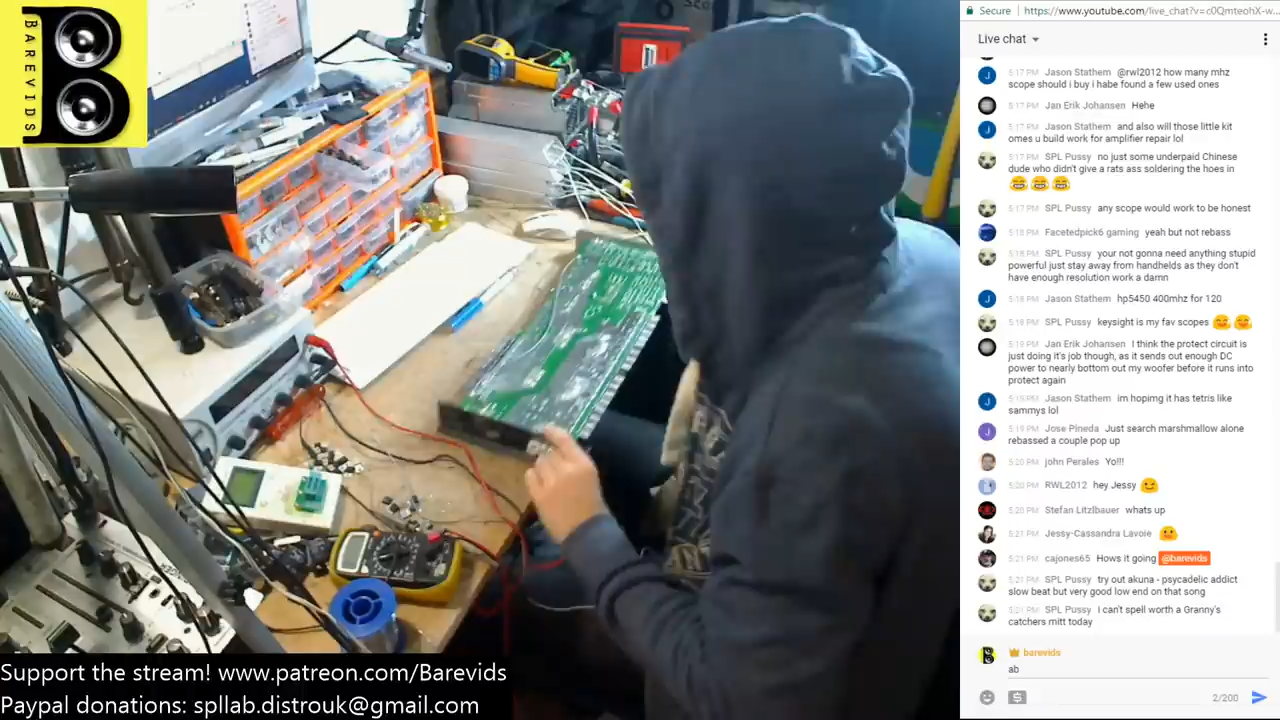 BAREVIDS
Secure | https://www.youtube.com/live_chat?v=c0QmteohX-w...
Live chat
5:17 PM Jason Stathem @rwl2012 how many mhz
scope should i buy i habe found a few used ones
5:17 PM Jan Erik Johansen Hehe
5:17 PM Jason Stathem and also will those little kit
omes u build work for amplifier repair lol
5:17 PM SPL Pussy no just some underpaid Chinese
dude who didn't give a rats ass soldering the hoes in
5:17 PM SPL Pussy any scope would work to be honest
5:18 PM Facetedpick6 gaming yeah but not rebass
5:18 PM SPL Pussy your not gonna need anything stupid
powerful just stay away from handhelds as they don't
have enough resolution work a damn
5:18 PM Jason Stathem hp5450 400mhz for 120
5:18 PM SPL Pussy keysight is my fav scopes
5:19 PM Jan Erik Johansen I think the protect circuit is
just doing it's job though, as it sends out enough DC
power to nearly bottom out my woofer before it runs into
protect again
5:19 PM Jason Stathem im hopimg it has tetris like
sammys lol
5:19 PM Jose Pineda Just search marshmallow alone
rebassed a couple pop up
5:20 PM john Perales Yo!!!
5:20 PM RWL2012 hey Jessy
5:20 PM Stefan Litzlbauer whats up
5:21 PM Jessy-Cassandra Lavoie
5:21 PM cajones65 Hows it going @barevids
5:21 PM SPL Pussy try out akuna - psycadelic addict
slow beat but very good low end on that song
5:21 PM SPL Pussy I can't spell worth a Granny's
catchers mitt today
barevids
ab
2/200
Support the stream! www.patreon.com/Barevids
Paypal donations: spllab.distrouk@gmail.com